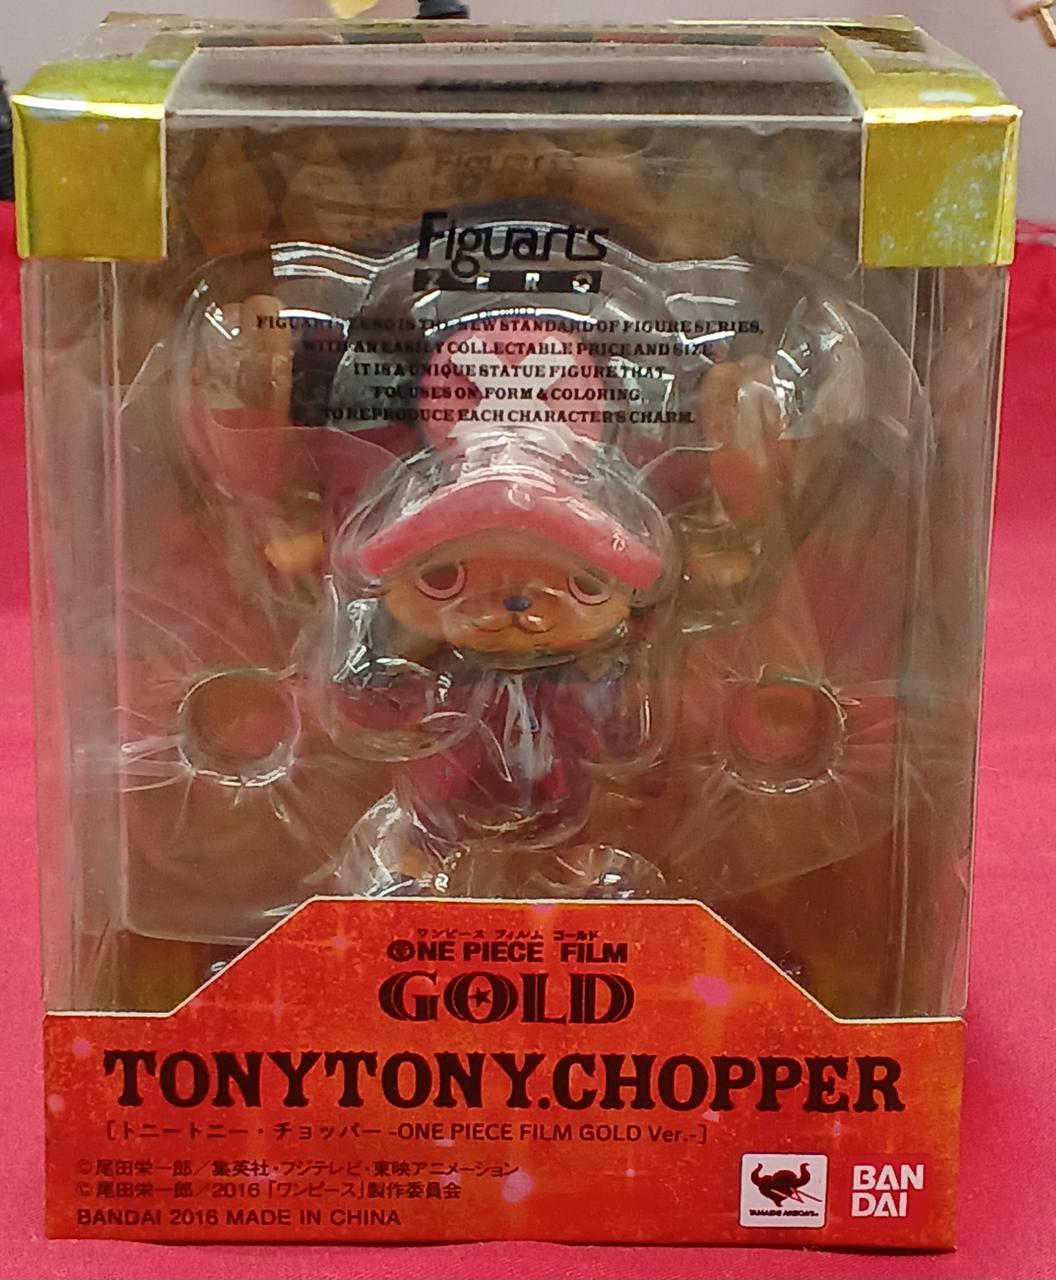 Figuarts
ZERO
FIGUARTS ZERO IS THE NEW STANDARD OF FIGURE SERIES,
WITH AN EASILY COLLECTABLE PRICE AND SIZE
IT IS A UNIQUE STATUE FIGURE THAT
FOCUSES ON FORM & COLORING
TO REPRODUCE EACH CHARACTER'S CHARM.
ワンピース フィルム ゴールド
ONE PIECE FILM
GOLD
TONYTONY.CHOPPER
[トニートニー・チョッパー -ONE PIECE FILM GOLD Ver.-]
©尾田栄一郎／集英社・フジテレビ・東映アニメーション
©尾田栄一郎／2016「ワンピース」製作委員会
BANDAI 2016 MADE IN CHINA
TAMASHII NATIONS
BAN
DAI